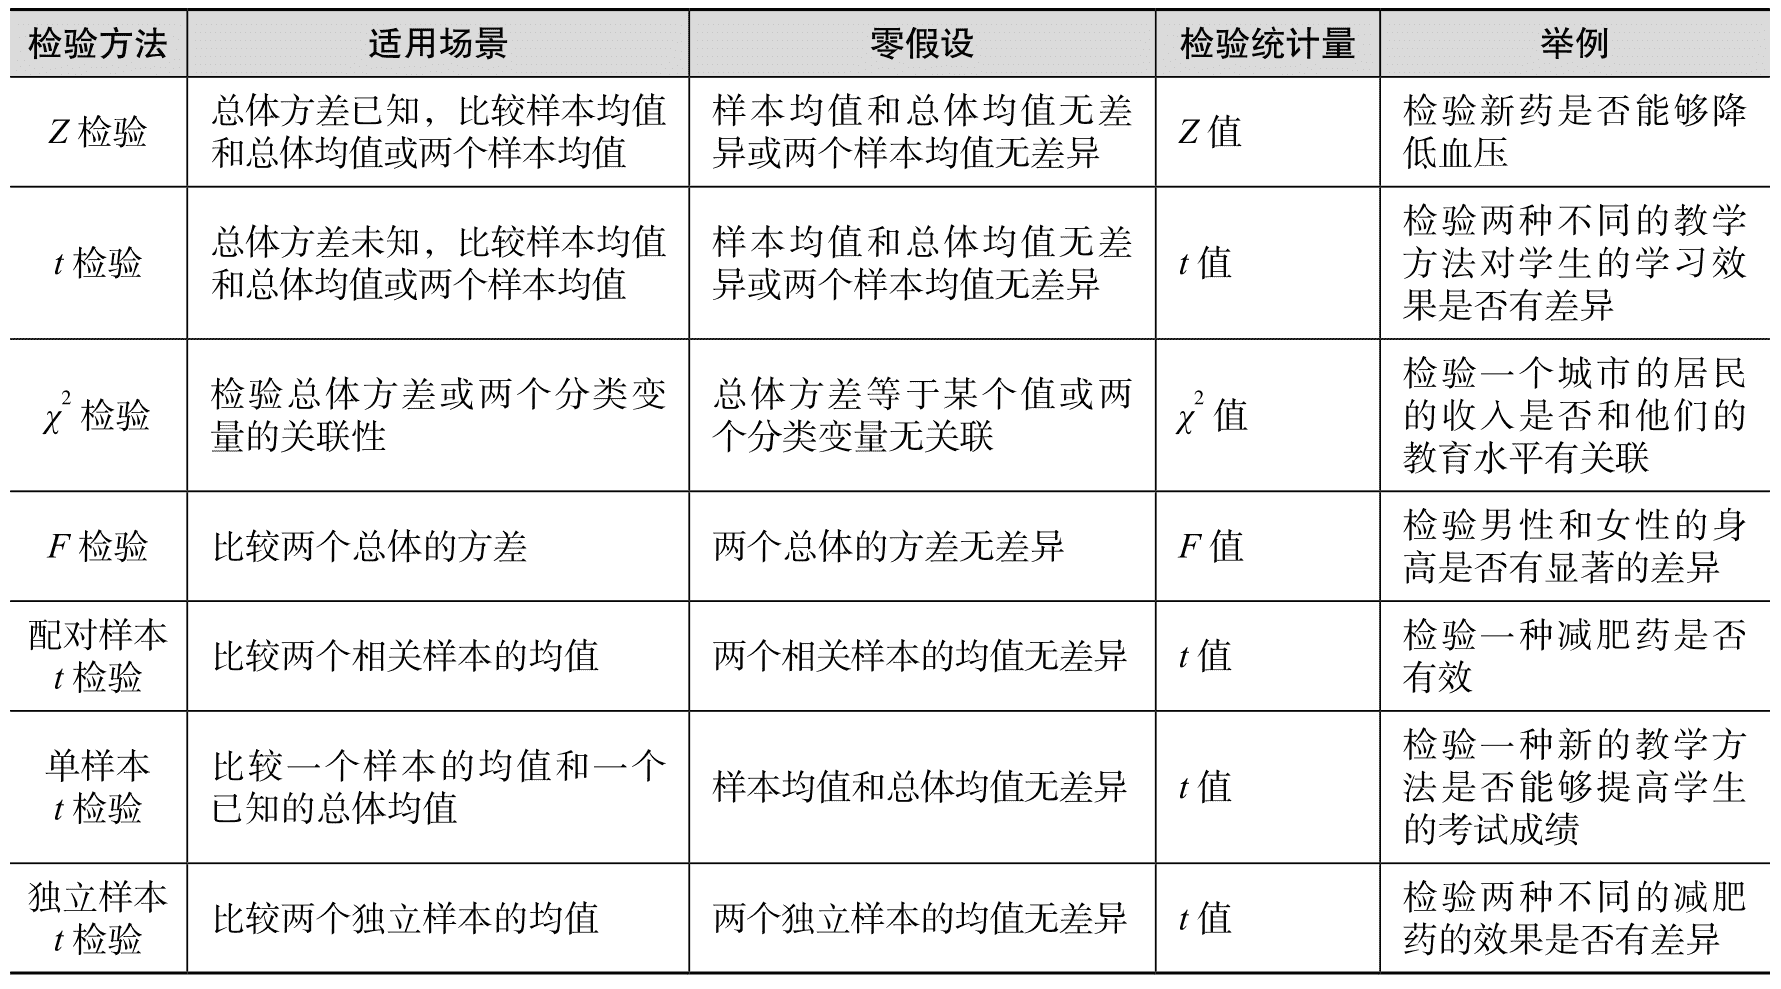 检验方法 适用场景 零假设 检验统计量 举例
Z 检验
总体方差已知，比较样本均值
和总体均值或两个样本均值
样本均值和总体均值无差
异或两个样本均值无差异
Z 值
检验新药是否能够降
低血压
t 检验
总体方差未知，比较样本均值
和总体均值或两个样本均值
样本均值和总体均值无差
异或两个样本均值无差异
t 值
检验两种不同的教学
方法对学生的学习效
果是否有差异
χ² 检验
检验总体方差或两个分类变
量的关联性
总体方差等于某个值或两
个分类变量无关联
χ² 值
检验一个城市的居民
的收入是否和他们的
教育水平有关联
F 检验
比较两个总体的方差
两个总体的方差无差异
F 值
检验男性和女性的身
高是否有显著的差异
配对样本
t 检验
比较两个相关样本的均值
两个相关样本的均值无差异
t 值
检验一种减肥药是否
有效
单样本
t 检验
比较一个样本的均值和一个
已知的总体均值
样本均值和总体均值无差异
t 值
检验一种新的教学方
法是否能够提高学生
的考试成绩
独立样本
t 检验
比较两个独立样本的均值
两个独立样本的均值无差异
t 值
检验两种不同的减肥
药的效果是否有差异